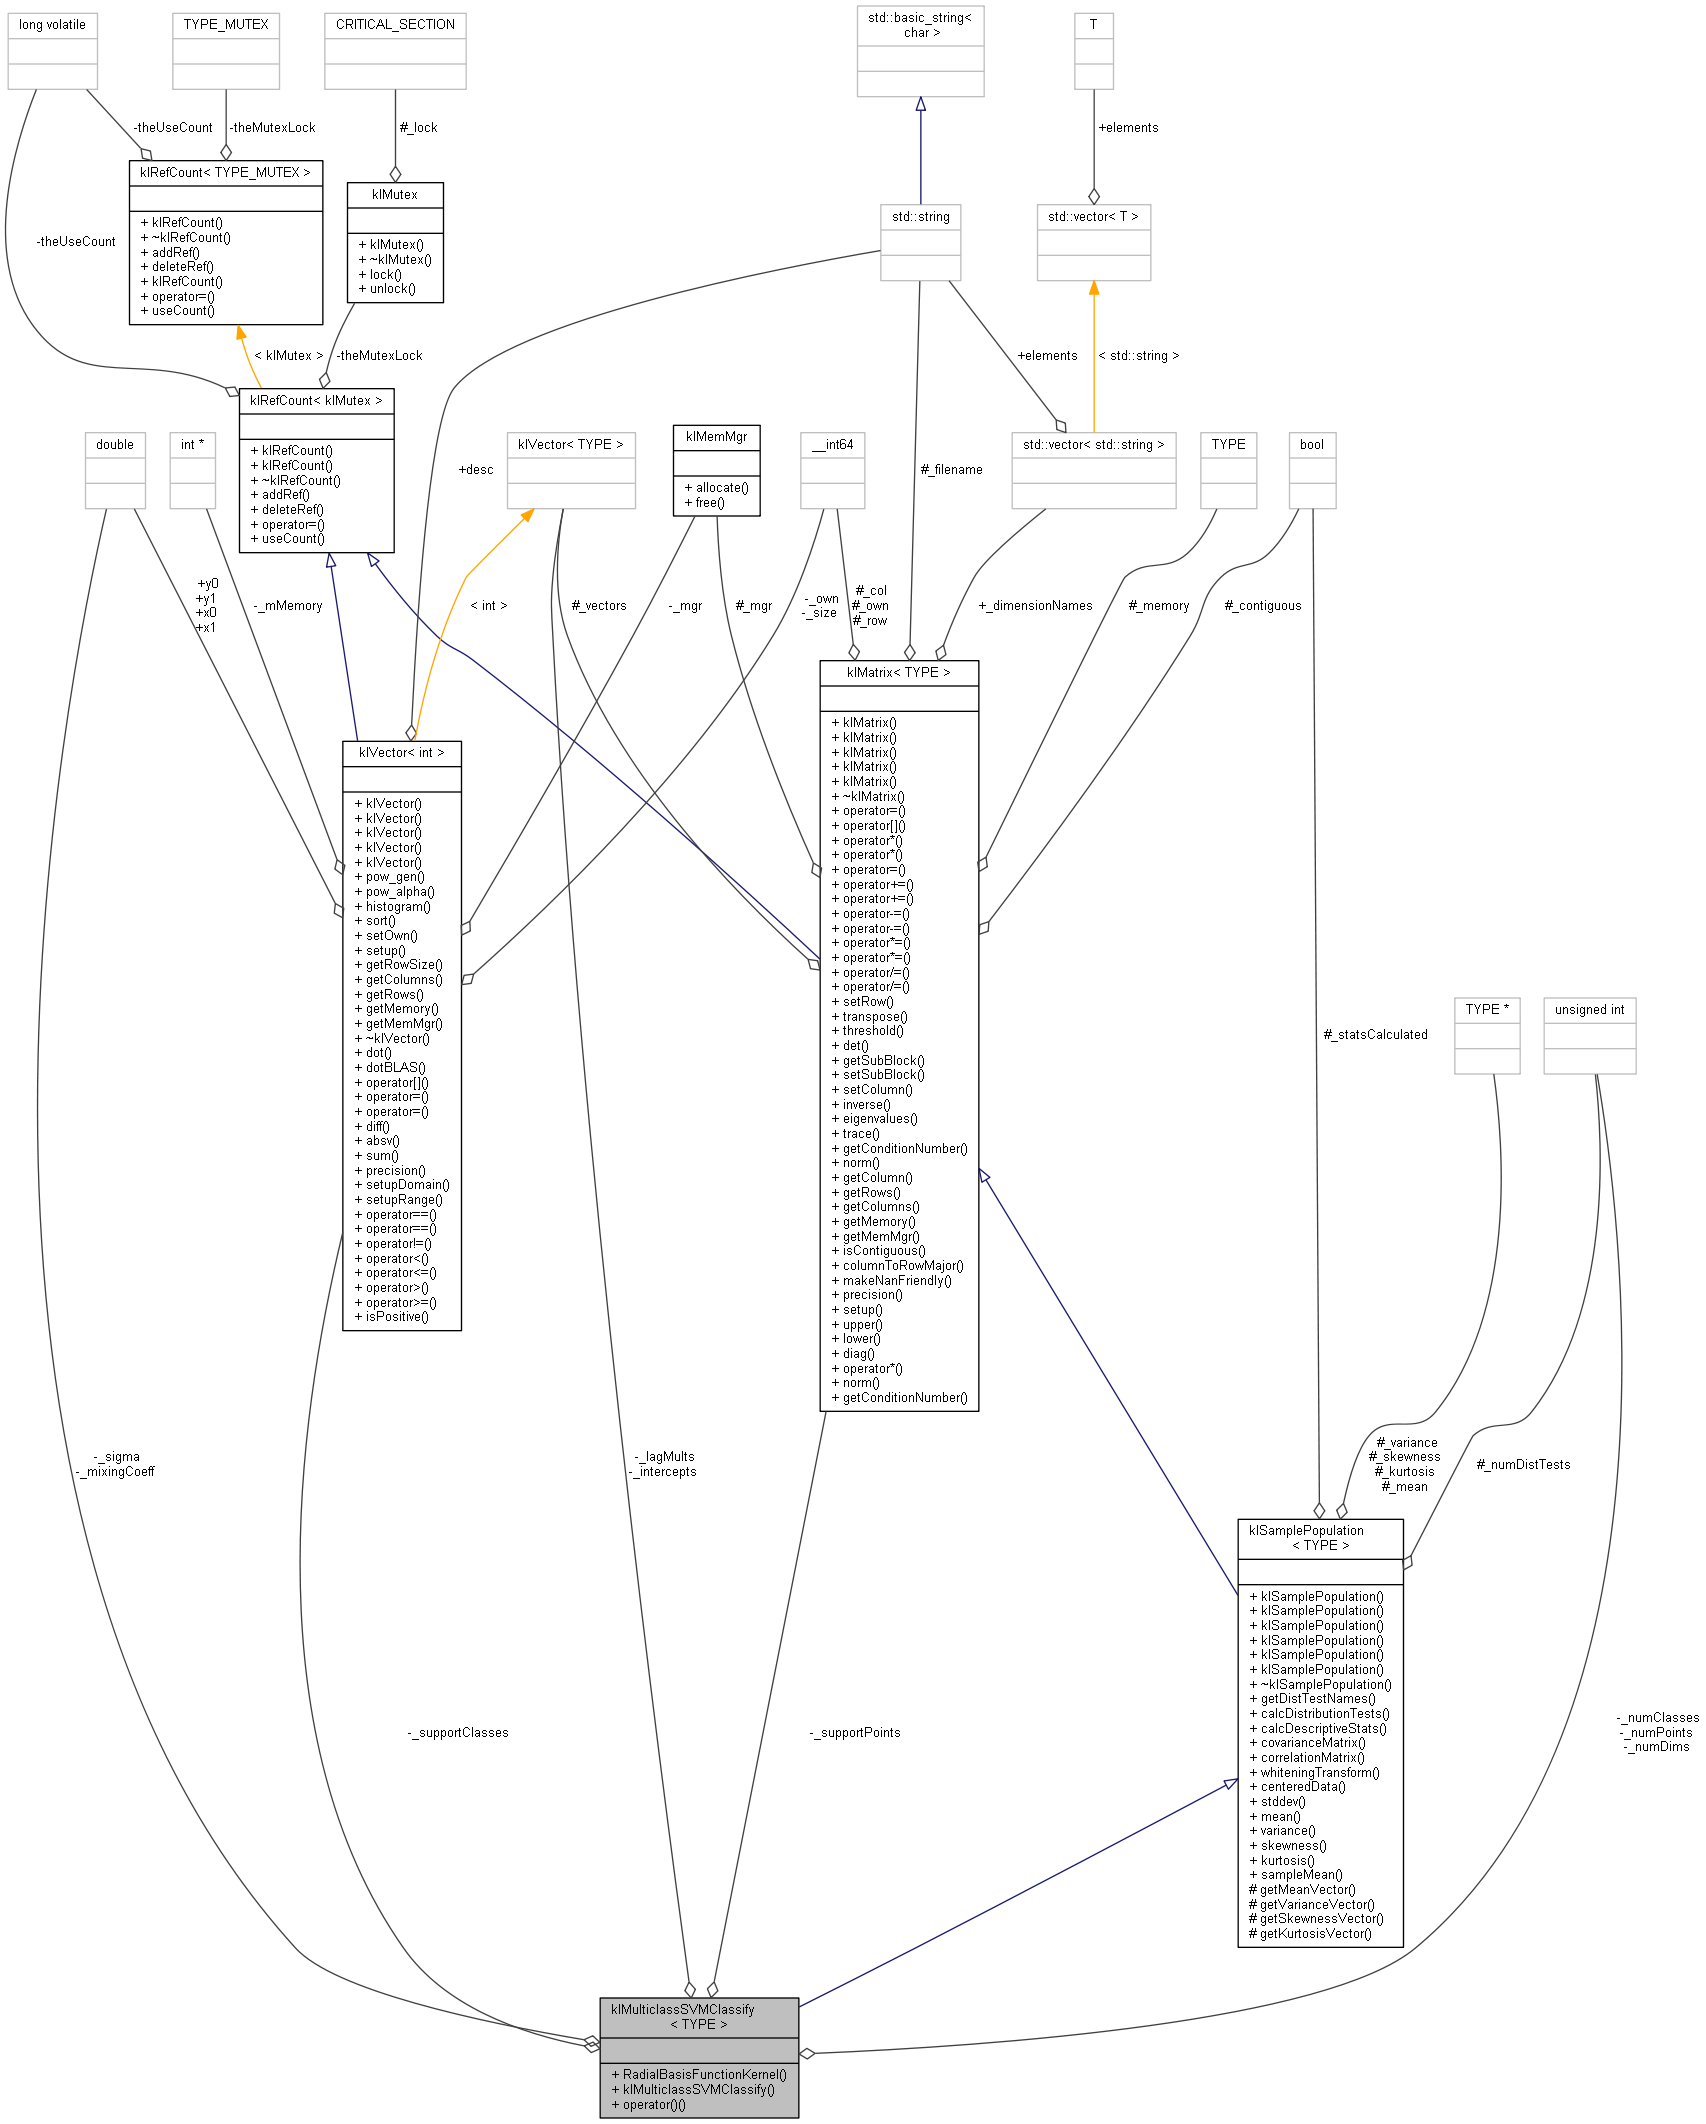 long volatile
TYPE_MUTEX
CRITICAL_SECTION
std::basic_string<
char >
T
-theUseCount
-theMutexLock
#_lock
+elements
klRefCount< TYPE_MUTEX >
+ klRefCount()
+ ~klRefCount()
+ addRef()
+ deleteRef()
+ klRefCount()
+ operator=()
+ useCount()
klMutex
+ klMutex()
+ ~klMutex()
+ lock()
+ unlock()
std::string
std::vector< T >
-theUseCount
< klMutex >
-theMutexLock
+elements
< std::string >
klRefCount< klMutex >
+ klRefCount()
+ klRefCount()
+ ~klRefCount()
+ addRef()
+ deleteRef()
+ operator=()
+ useCount()
double
int *
+desc
klVector< TYPE >
klMemMgr
+ allocate()
+ free()
__int64
#_filename
std::vector< std::string >
TYPE
bool
+y0
+y1
+x0
+x1
-_mMemory
< int >
#_vectors
-_mgr
#_mgr
-_own
-_size
#_col
#_own
#_row
+_dimensionNames
#_memory
#_contiguous
klVector< int >
+ klVector()
+ klVector()
+ klVector()
+ klVector()
+ klVector()
+ pow_gen()
+ pow_alpha()
+ histogram()
+ sort()
+ setOwn()
+ setup()
+ getRowSize()
+ getColumns()
+ getRows()
+ getMemory()
+ getMemMgr()
+ ~klVector()
+ dot()
+ dotBLAS()
+ operator[]()
+ operator=()
+ operator=()
+ diff()
+ absv()
+ sum()
+ precision()
+ setupDomain()
+ setupRange()
+ operator==()
+ operator==()
+ operator!=()
+ operator<()
+ operator<=()
+ operator>()
+ operator>=()
+ isPositive()
klMatrix< TYPE >
+ klMatrix()
+ klMatrix()
+ klMatrix()
+ klMatrix()
+ klMatrix()
+ ~klMatrix()
+ operator=()
+ operator[]()
+ operator*()
+ operator*()
+ operator=()
+ operator+=()
+ operator+=()
+ operator-=()
+ operator-=()
+ operator*=()
+ operator*=()
+ operator/=()
+ operator/=()
+ setRow()
+ transpose()
+ threshold()
+ det()
+ getSubBlock()
+ setSubBlock()
+ setColumn()
+ inverse()
+ eigenvalues()
+ trace()
+ getConditionNumber()
+ norm()
+ getColumn()
+ getRows()
+ getColumns()
+ getMemory()
+ getMemMgr()
+ isContiguous()
+ columnToRowMajor()
+ makeNanFriendly()
+ precision()
+ setup()
+ upper()
+ lower()
+ diag()
+ operator*()
+ norm()
+ getConditionNumber()
#_statsCalculated
TYPE *
unsigned int
-_sigma
-_mixingCoeff
-_lagMults
-_intercepts
#_variance
#_skewness
#_kurtosis
#_mean
#_numDistTests
klSamplePopulation
< TYPE >
+ klSamplePopulation()
+ klSamplePopulation()
+ klSamplePopulation()
+ klSamplePopulation()
+ klSamplePopulation()
+ klSamplePopulation()
+ ~klSamplePopulation()
+ getDistTestNames()
+ calcDistributionTests()
+ calcDescriptiveStats()
+ covarianceMatrix()
+ correlationMatrix()
+ whiteningTransform()
+ centeredData()
+ stddev()
+ mean()
+ variance()
+ skewness()
+ kurtosis()
+ sampleMean()
# getMeanVector()
# getVarianceVector()
# getSkewnessVector()
# getKurtosisVector()
-_supportClasses
-_supportPoints
-_numClasses
-_numPoints
-_numDims
klMulticlassSVMClassify
< TYPE >
+ RadialBasisFunctionKernel()
+ klMulticlassSVMClassify()
+ operator()()